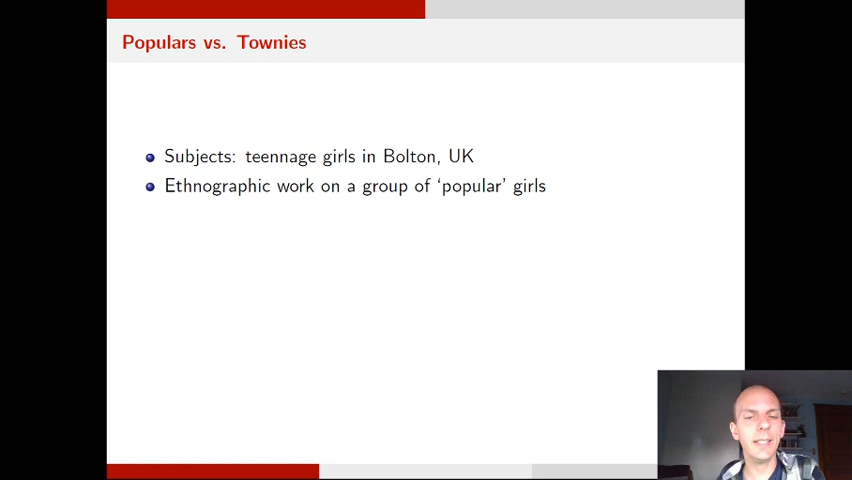 Populars vs. Townies
Subjects: teennage girls in Bolton, UK
Ethnographic work on a group of ‘popular’ girls